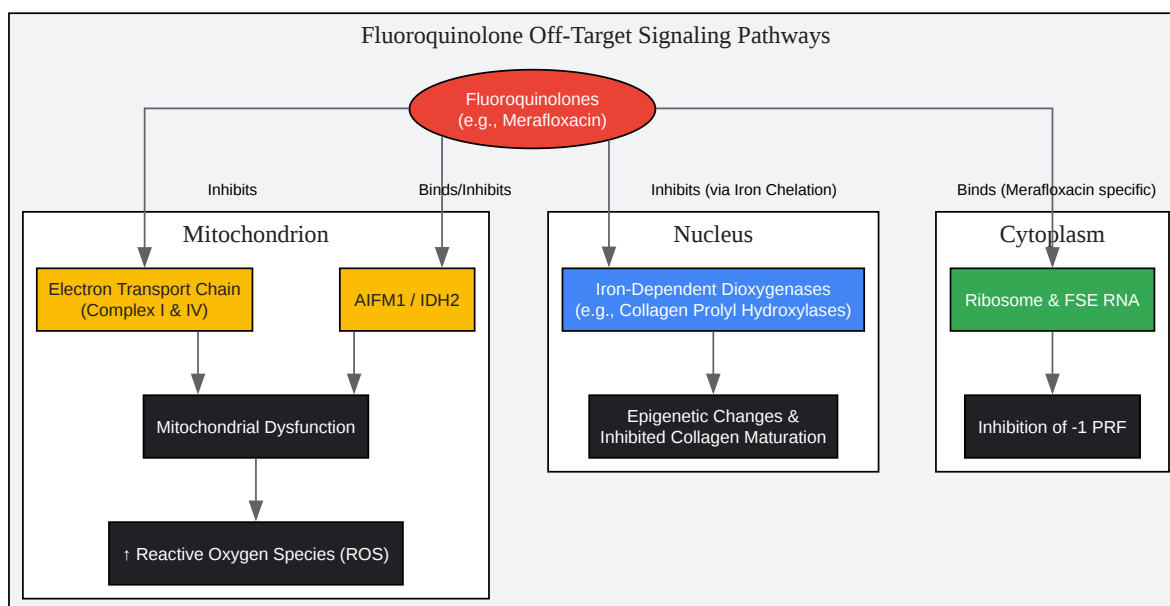 Fluoroquinolone Off-Target Signaling Pathways
Fluoroquinolones
(e.g., Merafloxacin)
Inhibits
Binds/Inhibits
Inhibits (via Iron Chelation)
Binds (Merafloxacin specific)
Mitochondrion
Nucleus
Cytoplasm
Electron Transport Chain
(Complex I & IV)
AIFM1 / IDH2
Iron-Dependent Dioxygenases
(e.g., Collagen Prolyl Hydroxylases)
Ribosome & FSE RNA
Mitochondrial Dysfunction
Epigenetic Changes &
Inhibited Collagen Maturation
Inhibition of -1 PRF
↑ Reactive Oxygen Species (ROS)